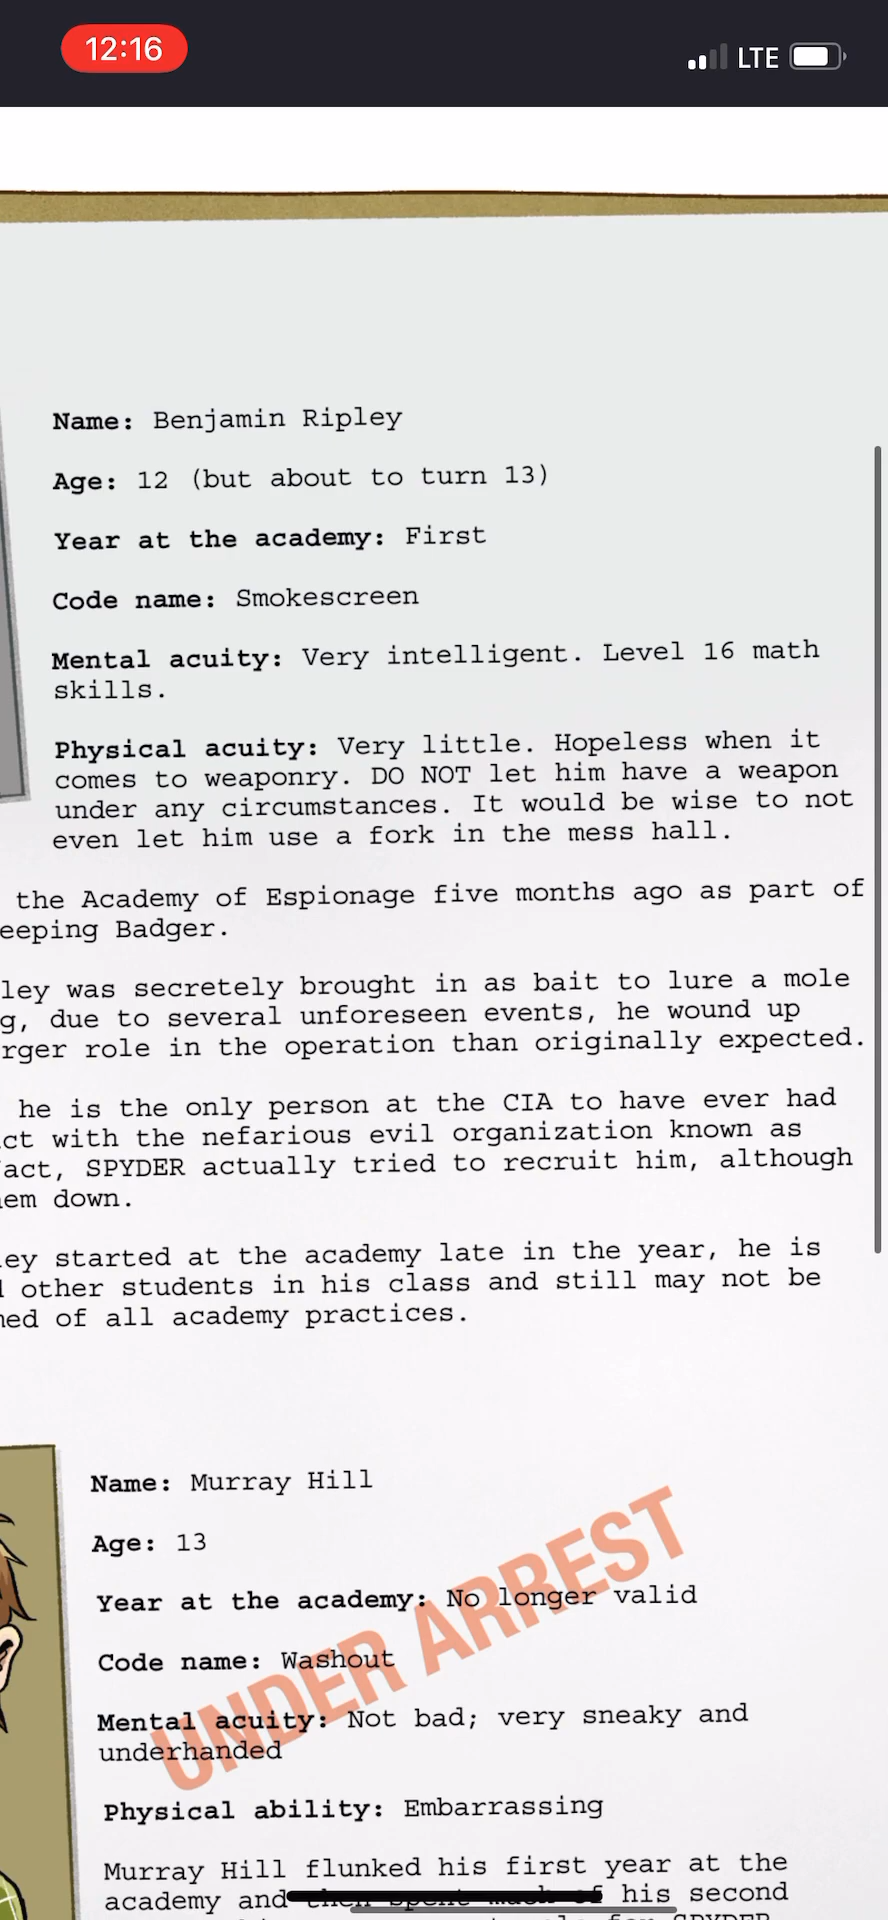 12:16
LTE
Name: Benjamin Ripley
Age: 12 (but about to turn 13)
Year at the academy: First
Code name: Smokescreen
Mental acuity: Very intelligent. Level 16 math
skills.
Physical acuity: Very little. Hopeless when it
comes to weaponry. DO NOT let him have a weapon
under any circumstances. It would be wise to not
even let him use a fork in the mess hall.
the Academy of Espionage five months ago as part of
eeping Badger.
ley was secretely brought in as bait to lure a mole
g, due to several unforeseen events, he wound up
rger role in the operation than originally expected.
he is the only person at the CIA to have ever had
ct with the nefarious evil organization known as
act, SPYDER actually tried to recruit him, although
em down.
ey started at the academy late in the year, he is
other students in his class and still may not be
ed of all academy practices.
Name: Murray Hill
Age: 13
Year at the academy: No longer valid
Code name: Washout
Mental acuity: Not bad; very sneaky and
underhanded
UNDER ARREST
Physical ability: Embarrassing
Murray Hill flunked his first year at the
academy and then spent much of his second
SPYDER